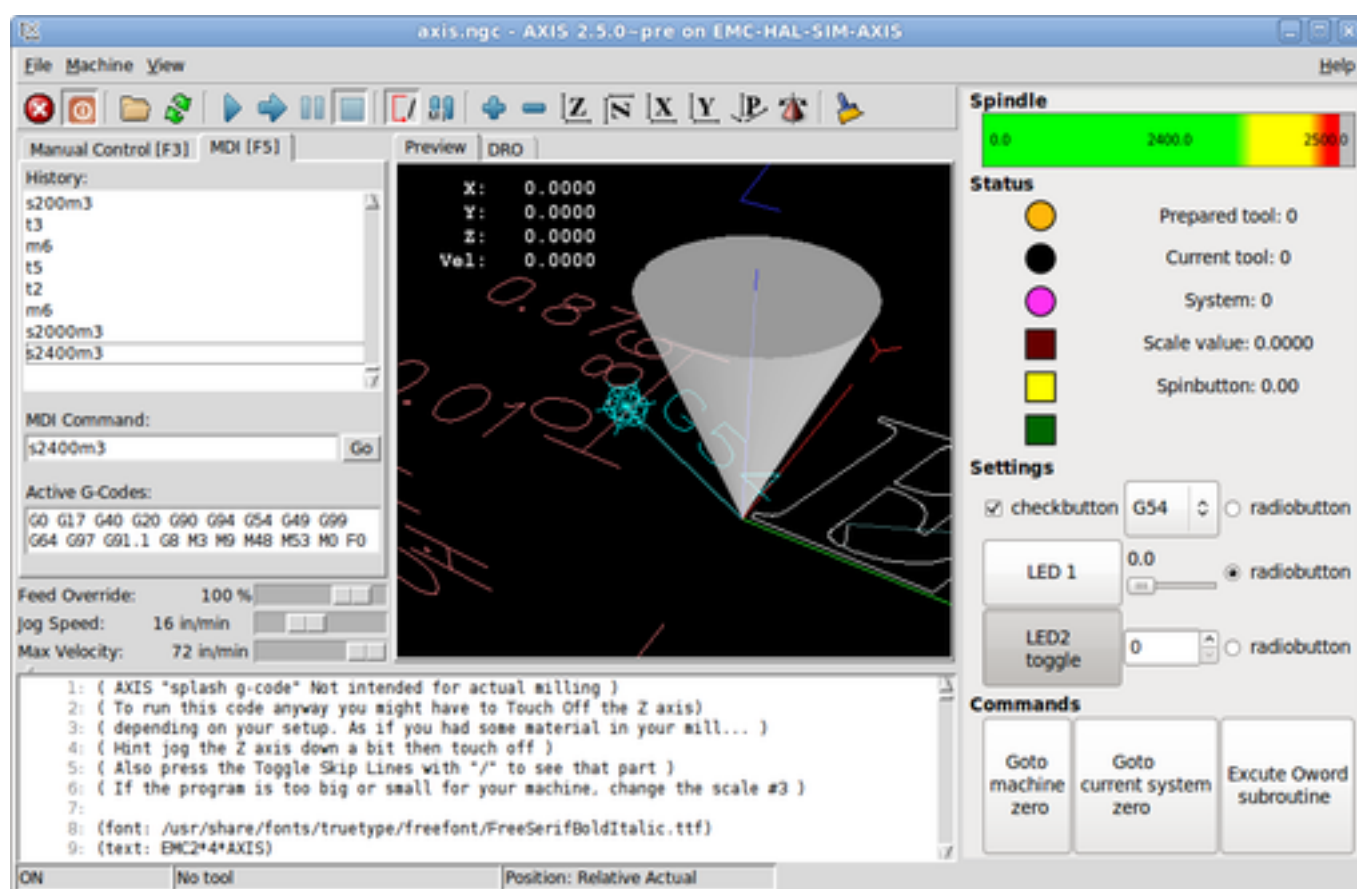 axis.ngc - AXIS 2.5.0~pre on EMC-HAL-SIM-AXIS
File Machine View Help
Z N X Y P
Manual Control [F3] MDI [F5]
History:
s200m3
t3
m6
t5
t2
m6
s2000m3
s2400m3
MDI Command:
s2400m3 Go
Active G-Codes:
G0 G17 G40 G20 G90 G94 G54 G49 G99
G64 G97 G91.1 G8 M3 M9 M48 M53 M0 F0
Feed Override: 100 %
Jog Speed: 16 in/min
Max Velocity: 72 in/min
Preview DRO
X: 0.0000
Y: 0.0000
Z: 0.0000
Vel: 0.0000
G54
Y
1: ( AXIS "splash g-code" Not intended for actual milling )
2: ( To run this code anyway you might have to Touch Off the Z axis)
3: ( depending on your setup. As if you had some material in your mill... )
4: ( Hint jog the Z axis down a bit then touch off )
5: ( Also press the Toggle Skip Lines with "/" to see that part )
6: ( If the program is too big or small for your machine, change the scale #3 )
7:
8: (font: /usr/share/fonts/truetype/freefont/FreeSerifBoldItalic.ttf)
9: (text: EMC2*4*AXIS)
ON No tool Position: Relative Actual
Spindle
0.0 2400.0 2500.0
Status
Prepared tool: 0
Current tool: 0
System: 0
Scale value: 0.0000
Spinbutton: 0.00
Settings
checkbutton G54 radiobutton
LED 1 0.0 radiobutton
LED2
toggle 0 radiobutton
Commands
Goto
machine
zero
Goto
current system
zero
Excute Oword
subroutine